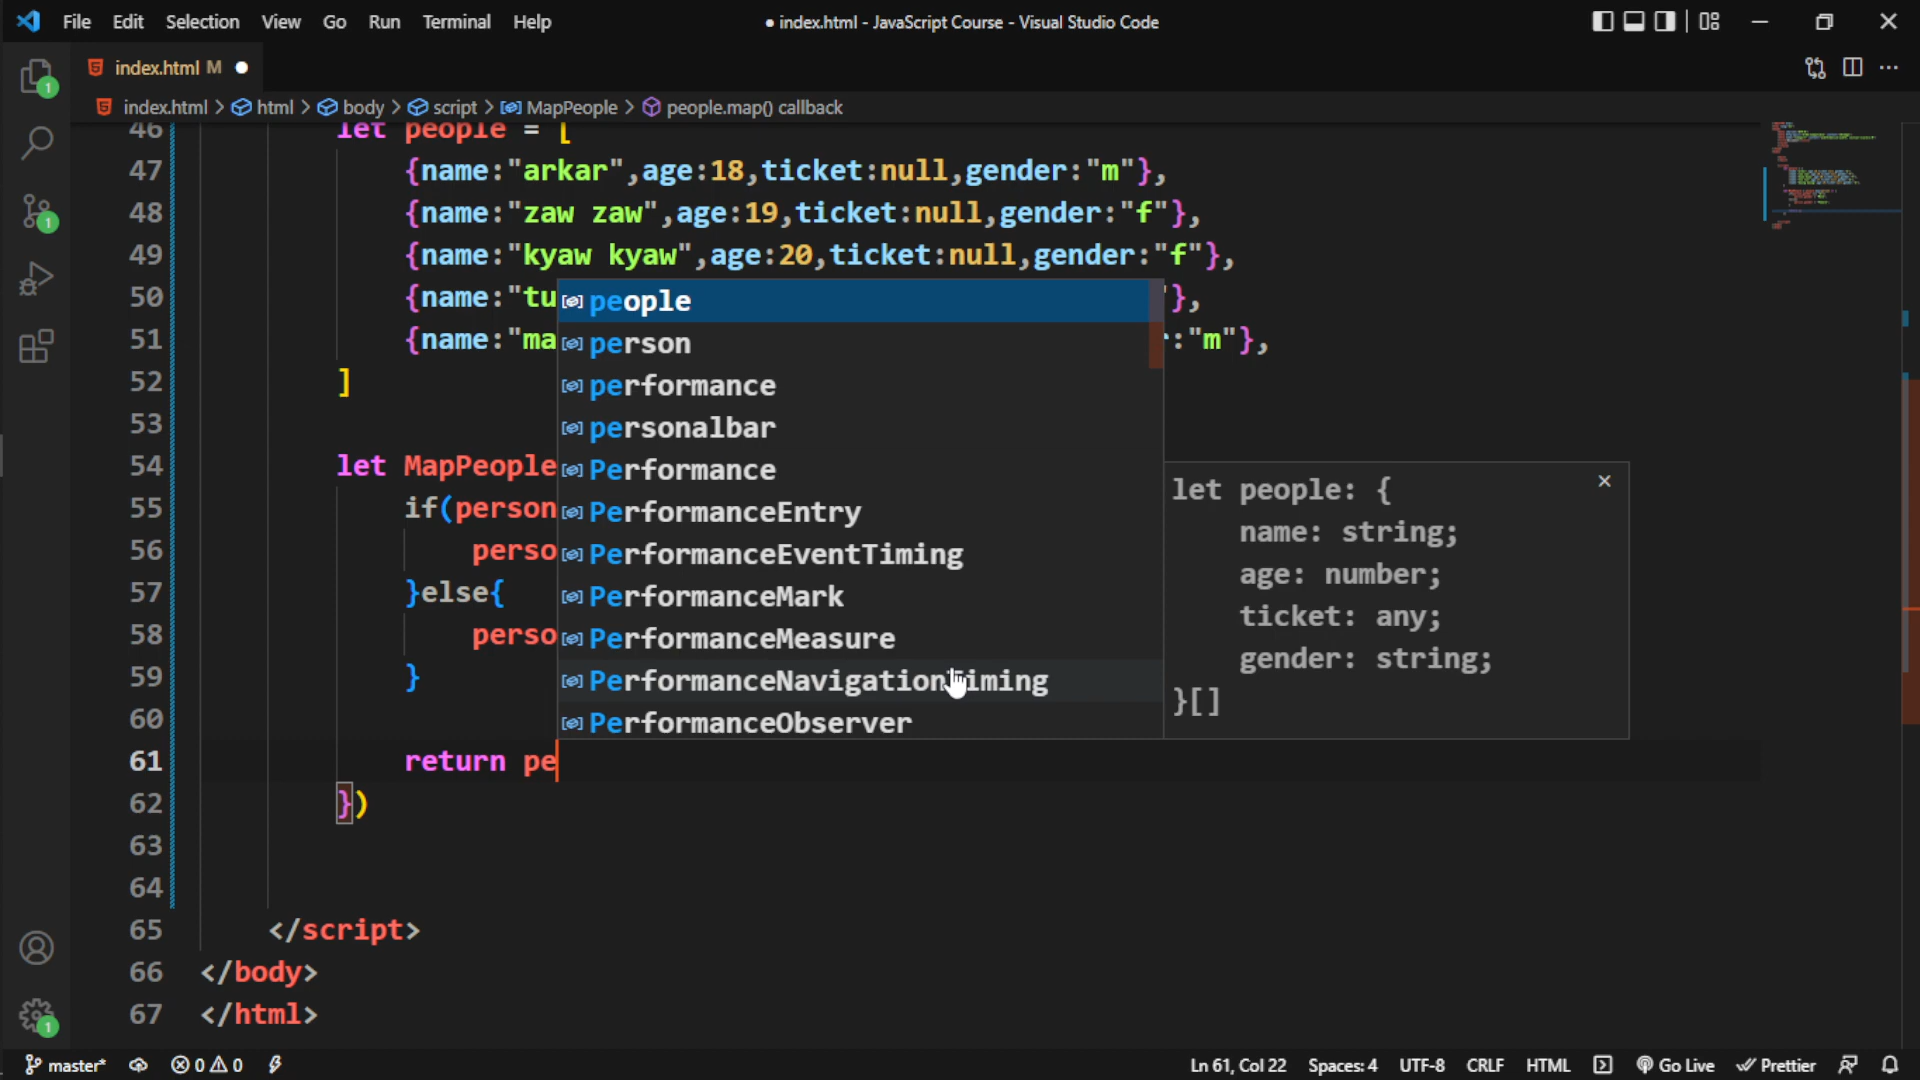 File Edit Selection View Go Run Terminal Help
● index.html - JavaScript Course - Visual Studio Code
index.html M ●
index.html > html > body > script > MapPeople > people.map() callback
46 let people = [
47 {name:"arkar",age:18,ticket:null,gender:"m"},
48 {name:"zaw zaw",age:19,ticket:null,gender:"f"},
49 {name:"kyaw kyaw",age:20,ticket:null,gender:"f"},
50 {name:"tu "},
51 {name:"ma :"m"},
52 ]
53
54 let MapPeople
55 if(person
56 perso
57 }else{
58 perso
59 }
60
61 return pe
62 })
63
64
65 </script>
66 </body>
67 </html>
people
person
performance
personalbar
Performance
PerformanceEntry
PerformanceEventTiming
PerformanceMark
PerformanceMeasure
PerformanceNavigationTiming
PerformanceObserver
let people: {
name: string;
age: number;
ticket: any;
gender: string;
}[]
1
1
1
master* 0 0 Ln 61, Col 22 Spaces: 4 UTF-8 CRLF HTML Go Live Prettier